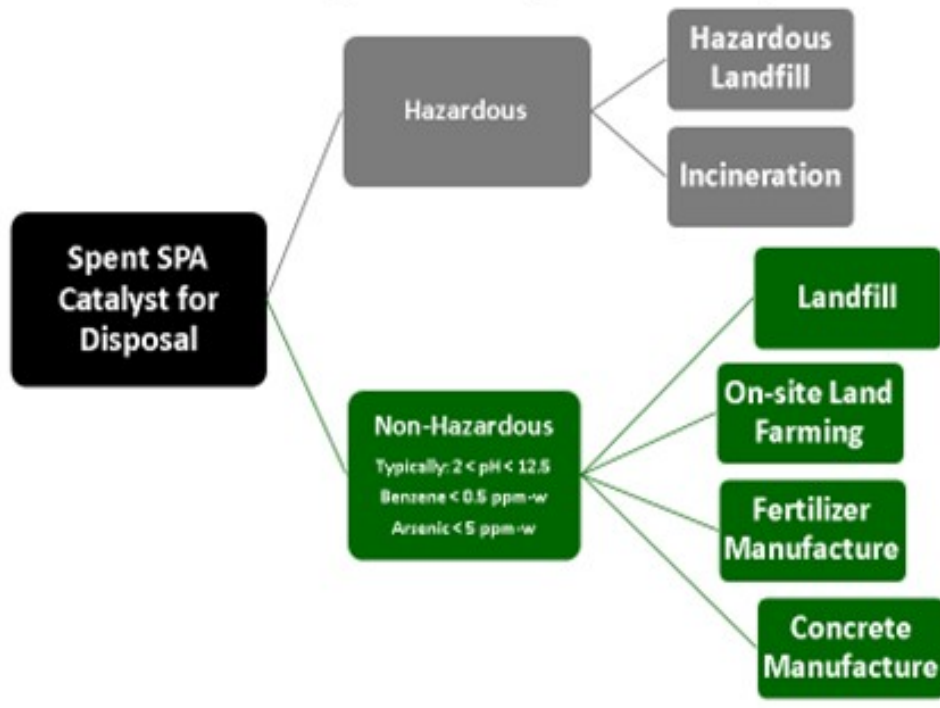 Spent SPA
Catalyst for
Disposal
Hazardous
Hazardous
Landfill
Incineration
Non-Hazardous
Typically: 2 < pH < 12.5
Benzene < 0.5 ppm-w
Arsenic < 5 ppm-w
Landfill
On-site Land
Farming
Fertilizer
Manufacture
Concrete
Manufacture